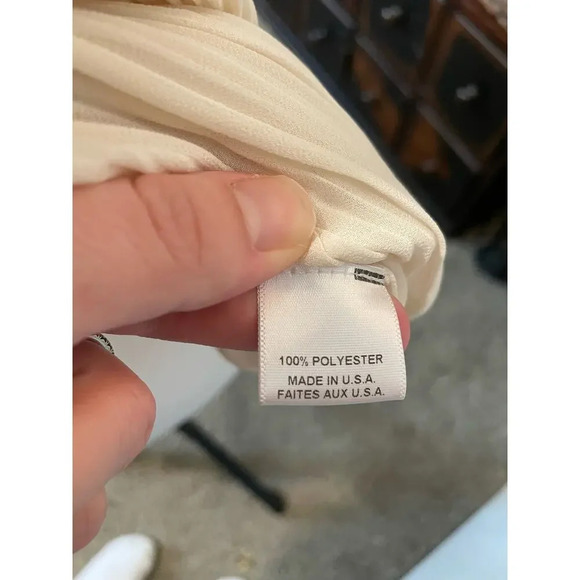 100% POLYESTER
MADE IN U.S.A.
FAITES AUX U.S.A.